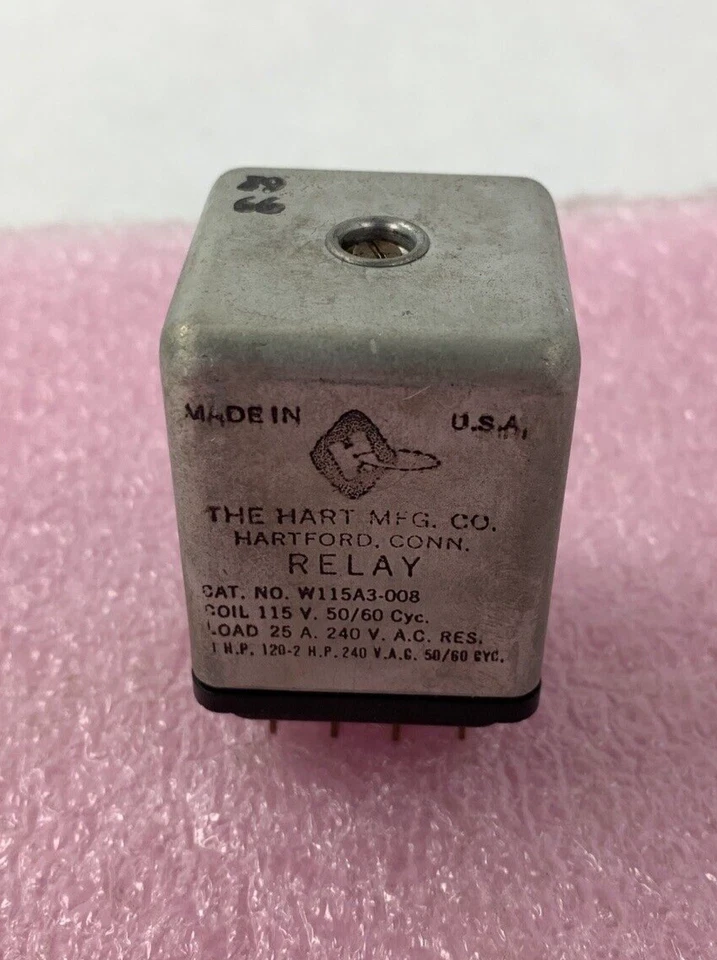 MADE IN U.S.A.
H
THE HART MFG. CO.
HARTFORD, CONN.
RELAY
CAT. NO. W115A3-008
COIL 115 V. 50/60 Cyc.
LOAD 25 A. 240 V. A.C. RES.
1 H.P. 120-2 H.P. 240 V.A.C. 50/60 CYC.